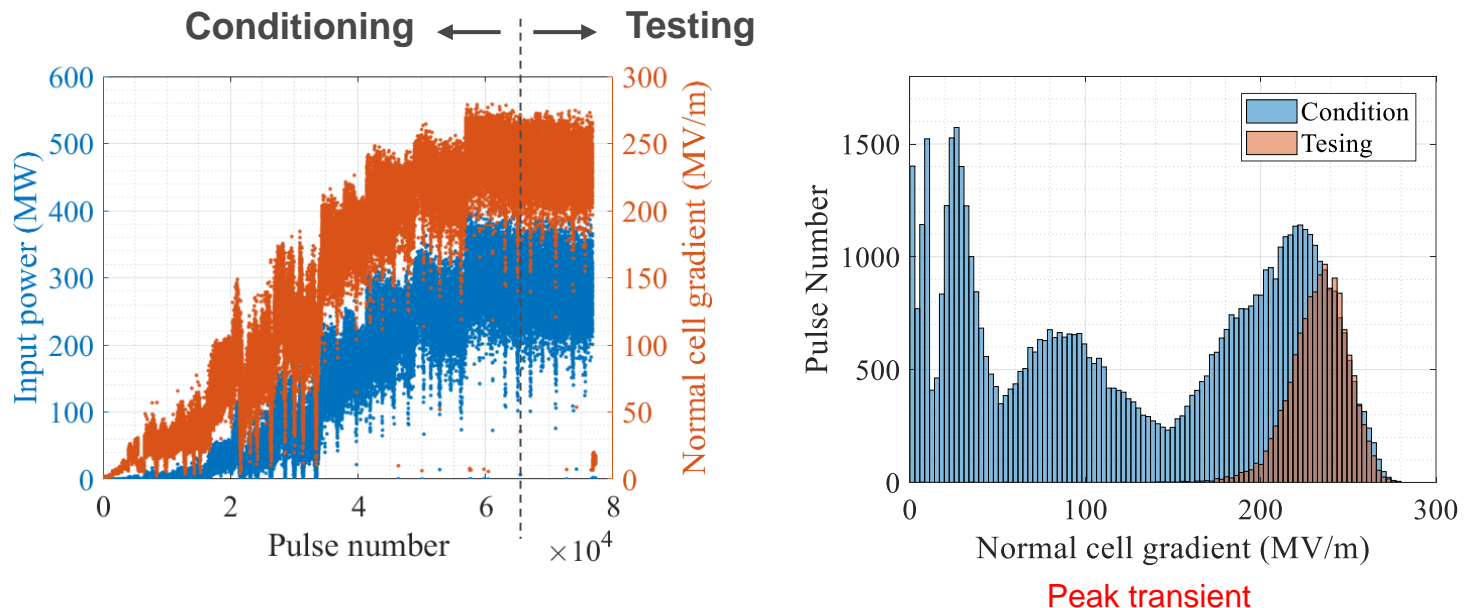 Conditioning
Testing
600
500
400
300
200
100
0
Input power (MW)
300
250
200
150
100
50
0
Normal cell gradient (MV/m)
0
2
4
6
8
×10⁴
Pulse number
1500
1000
500
0
Pulse Number
Condition
Tesing
0
100
200
300
Normal cell gradient (MV/m)
Peak transient